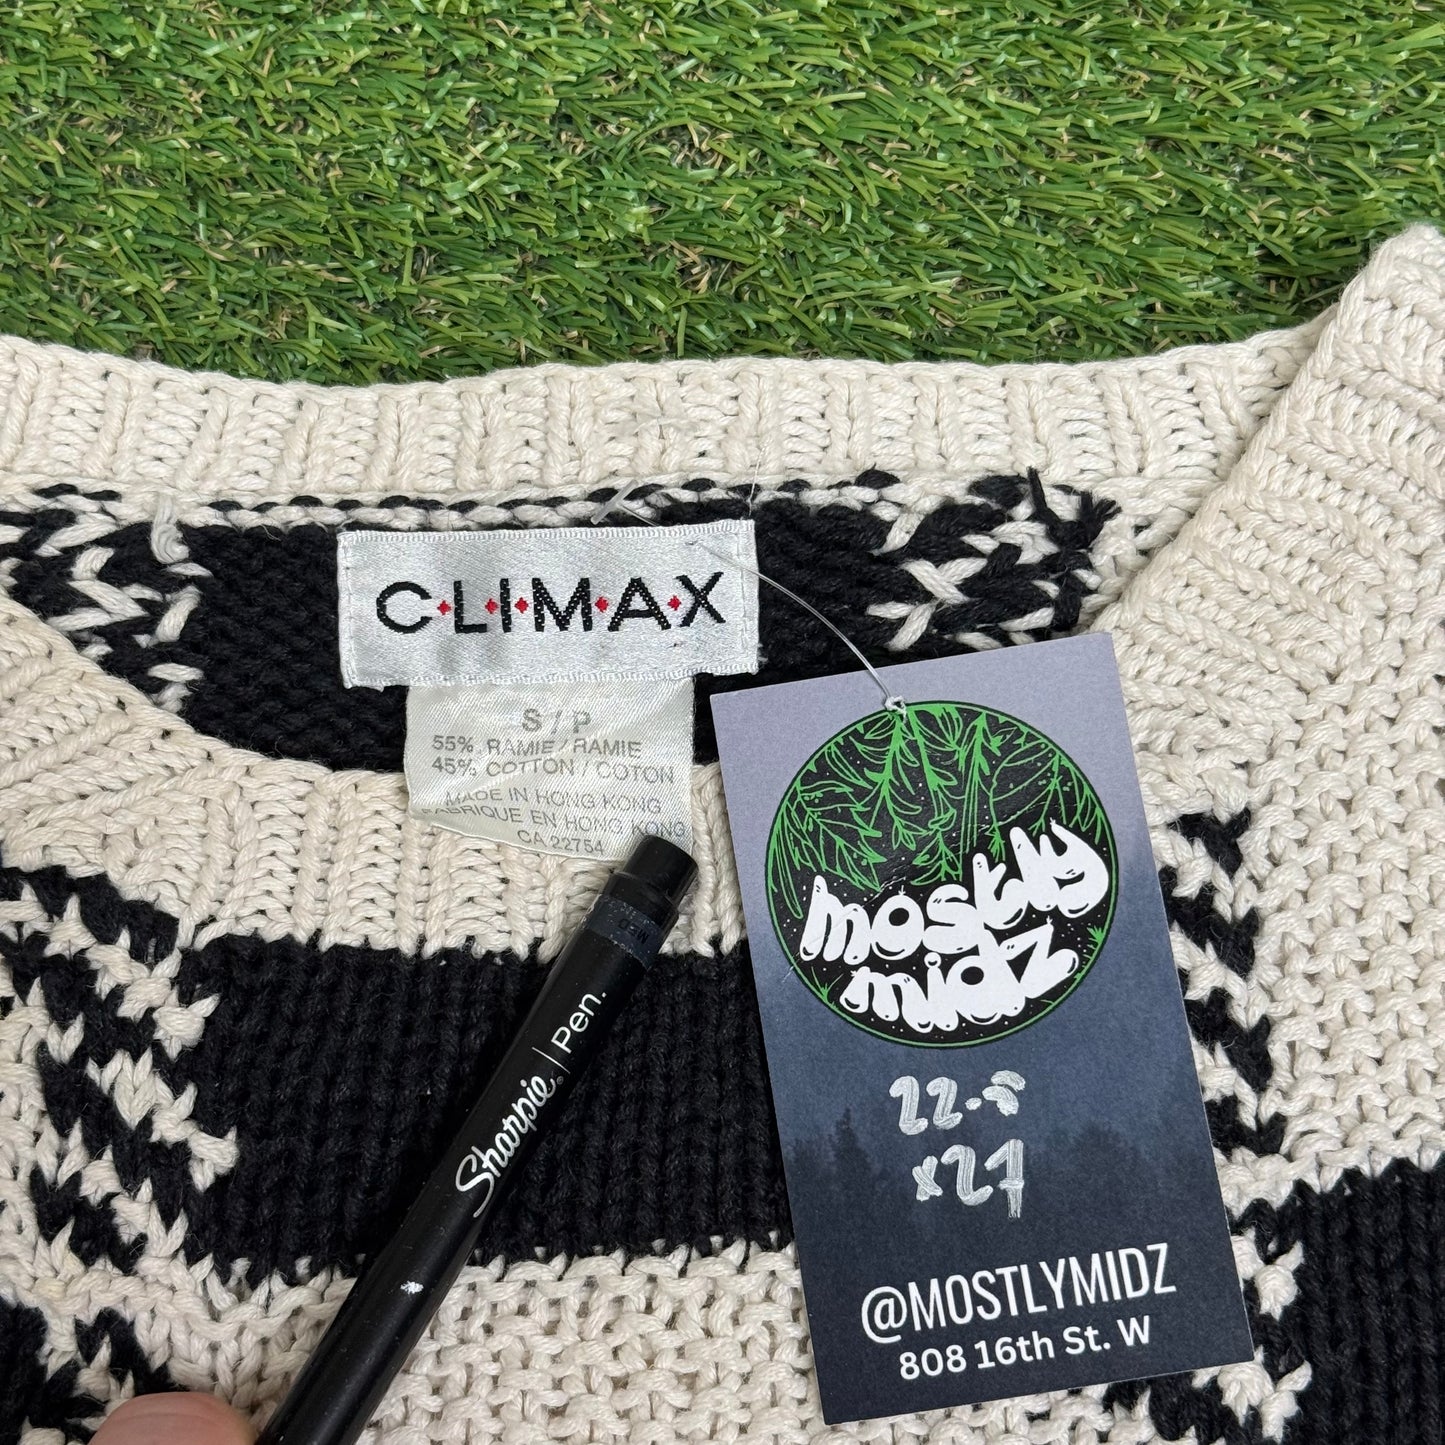 C·L·I·M·A·X
S / P
55% RAMIE / RAMIE
45% COTTON / COTON
MADE IN HONG KONG
FABRIQUE EN HONG KONG
CA 22754
MED
Sharpie® | Pen.
mostly
midz
22.5
x27
@MOSTLYMIDZ
808 16th St. W